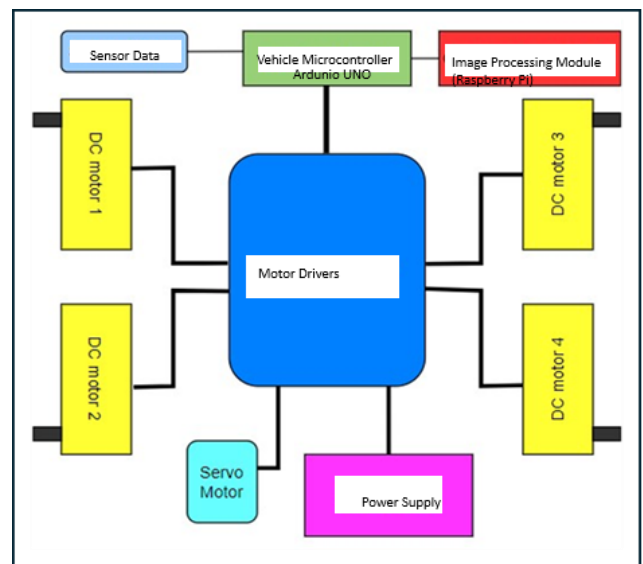 Sensor Data
Vehicle Microcontroller
Ardunio UNO
Image Processing Module
(Raspberry Pi)
DC motor 1
DC motor 3
Motor Drivers
DC motor 2
DC motor 4
Servo
Motor
Power Supply